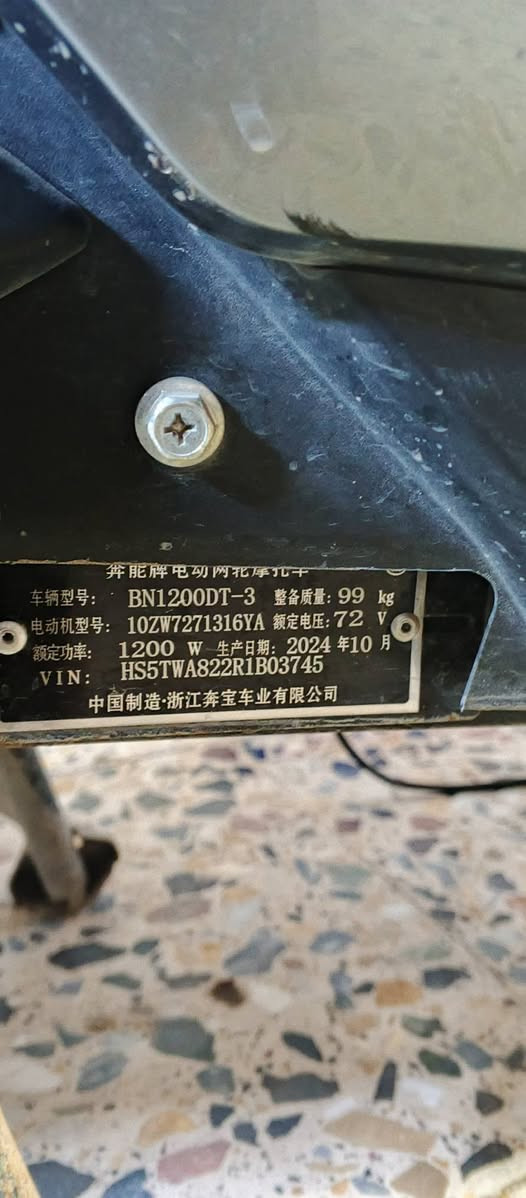 奔能牌电动两轮摩托车
车辆型号: BN1200DT-3 整备质量: 99 kg
电动机型号: 10ZW7271316YA 额定电压: 72 V
额定功率: 1200 W 生产日期: 2024 年 10 月
VIN: HS5TWA822R1B03745
中国制造·浙江奔宝车业有限公司